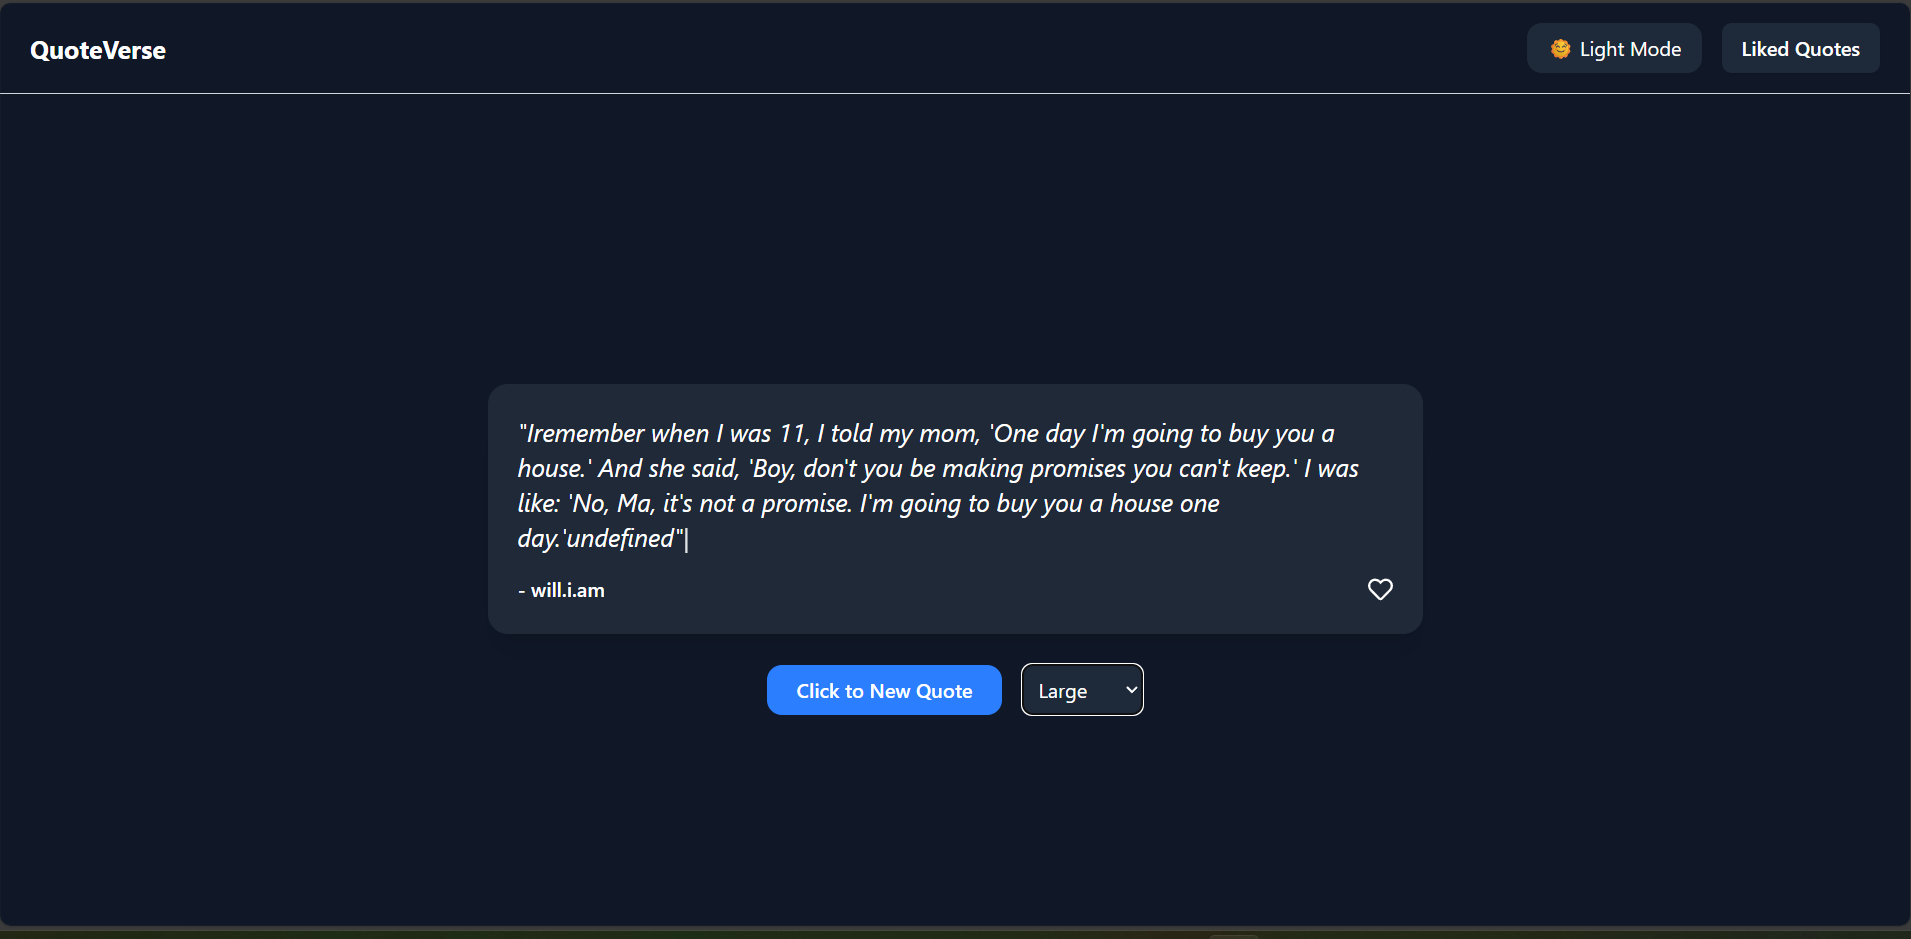 QuoteVerse
🌞 Light Mode
Liked Quotes
"Iremember when I was 11, I told my mom, 'One day I'm going to buy you a
house.' And she said, 'Boy, don't you be making promises you can't keep.' I was
like: 'No, Ma, it's not a promise. I'm going to buy you a house one
day.'undefined"|
- will.i.am
Click to New Quote
Large